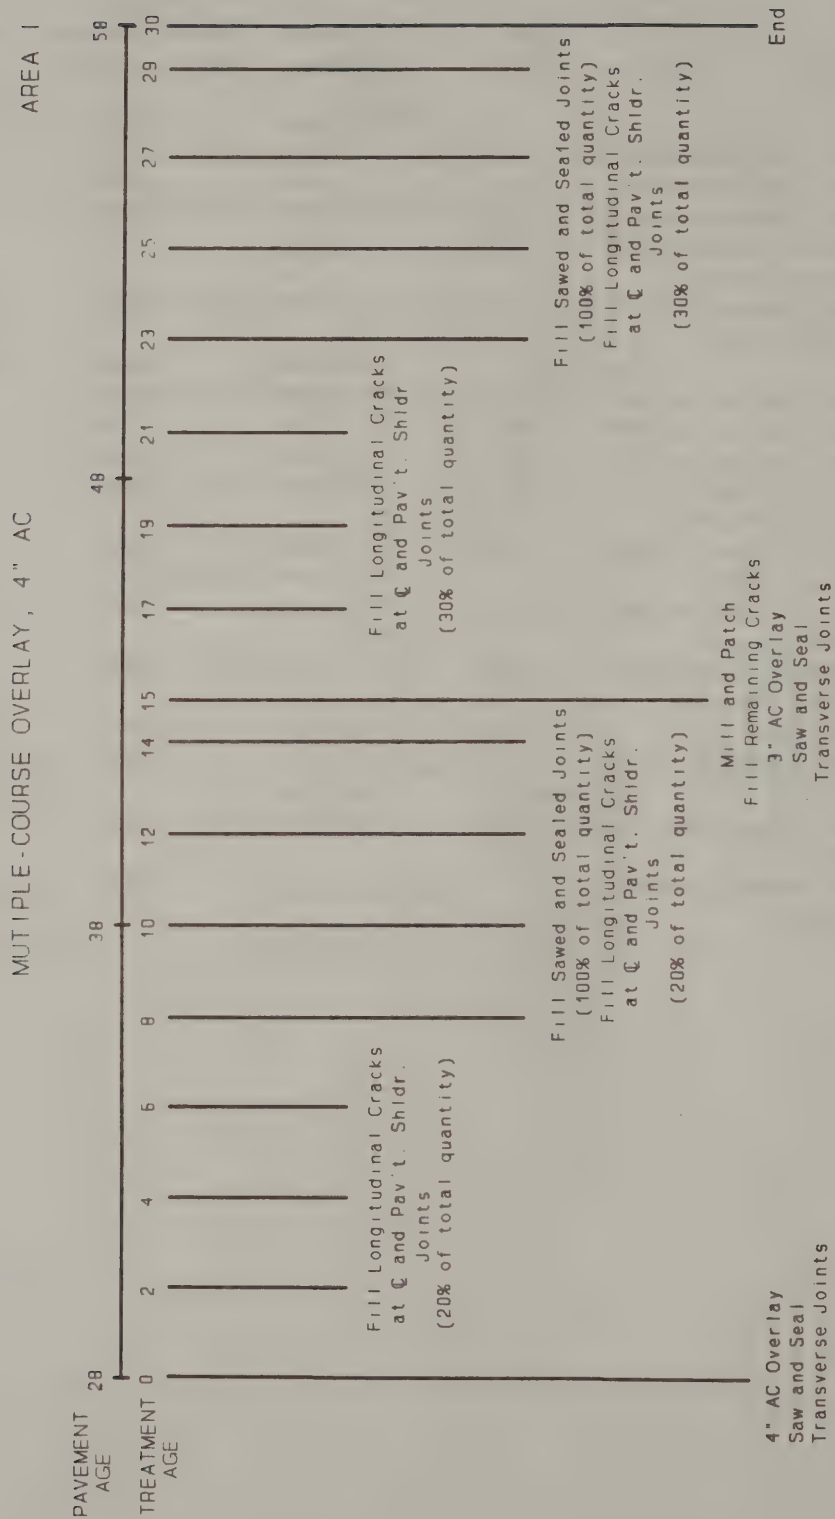 MUTIPLE-COURSE OVERLAY, 4" AC
AREA I
PAVEMENT
AGE
28
38
48
58
TREATMENT
AGE
0
2
4
6
8
10
12
14
15
17
19
21
23
25
27
29
30
Fill Longitudinal Cracks
at ℄ and Pav't. Shldr.
Joints
(20% of total quantity)
Fill Longitudinal Cracks
at ℄ and Pav't. Shldr
Joints
(30% of total quantity)
Fill Sawed and Sealed Joints
(100% of total quantity)
Fill Longitudinal Cracks
at ℄ and Pav't. Shldr.
Joints
(20% of total quantity)
Fill Sawed and Sealed Joints
(100% of total quantity)
Fill Longitudinal Cracks
at ℄ and Pav't. Shldr.
Joints
(30% of total quantity)
4" AC Overlay
Saw and Seal
Transverse Joints
Mill and Patch
Fill Remaining Cracks
3" AC Overlay
Saw and Seal
Transverse Joints
End